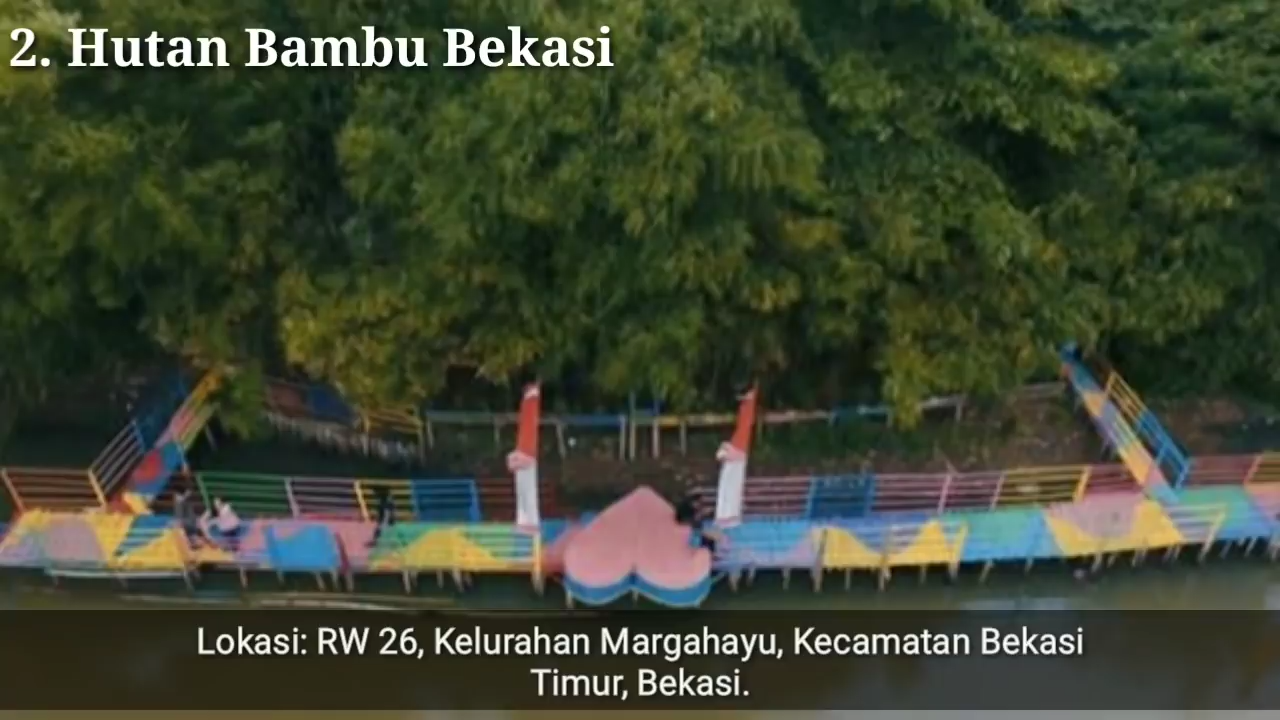 2. Hutan Bambu Bekasi
Lokasi: RW 26, Kelurahan Margahayu, Kecamatan Bekasi
Timur, Bekasi.